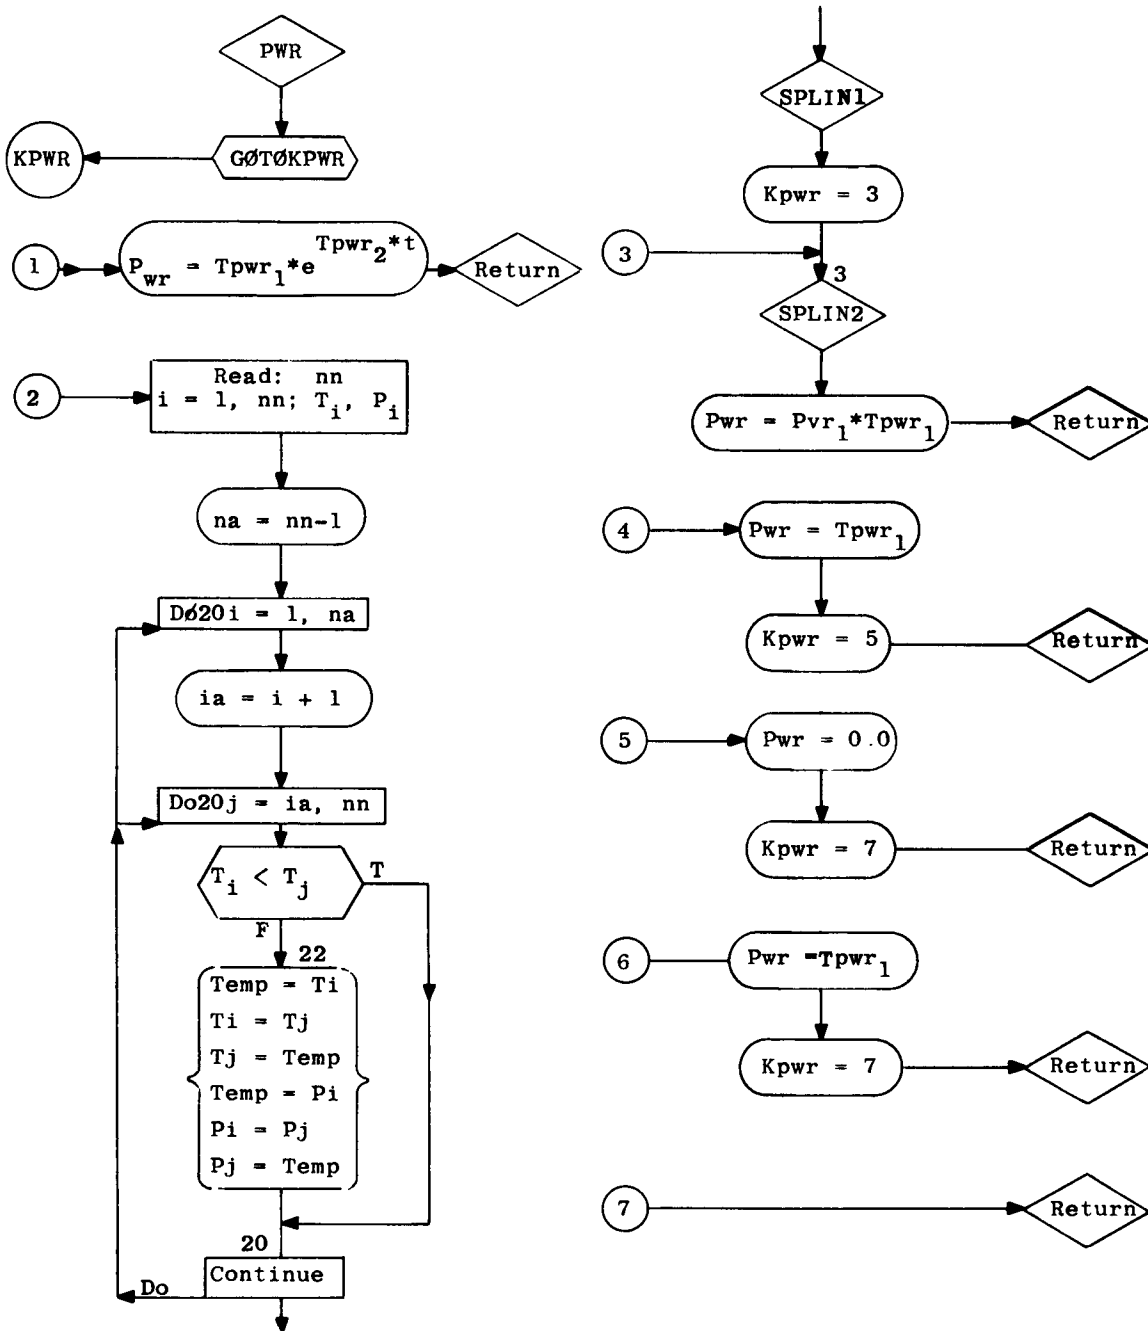 PWR
KPWR
GØTØKPWR
1
P_wr = Tpwr_1*e^Tpwr_2*t
Return
2
Read: nn
i = 1, nn; T_i, P_i
na = nn-1
DØ20i = 1, na
ia = i + 1
Do20j = ia, nn
T_i < T_j
T
F
22
Temp = Ti
Ti = Tj
Tj = Temp
Temp = Pi
Pi = Pj
Pj = Temp
20
Continue
Do
SPLIN1
Kpwr = 3
3
3
SPLIN2
Pwr = Pvr_1*Tpwr_1
Return
4
Pwr = Tpwr_1
Kpwr = 5
Return
5
Pwr = 0.0
Kpwr = 7
Return
6
Pwr =Tpwr_1
Kpwr = 7
Return
7
Return